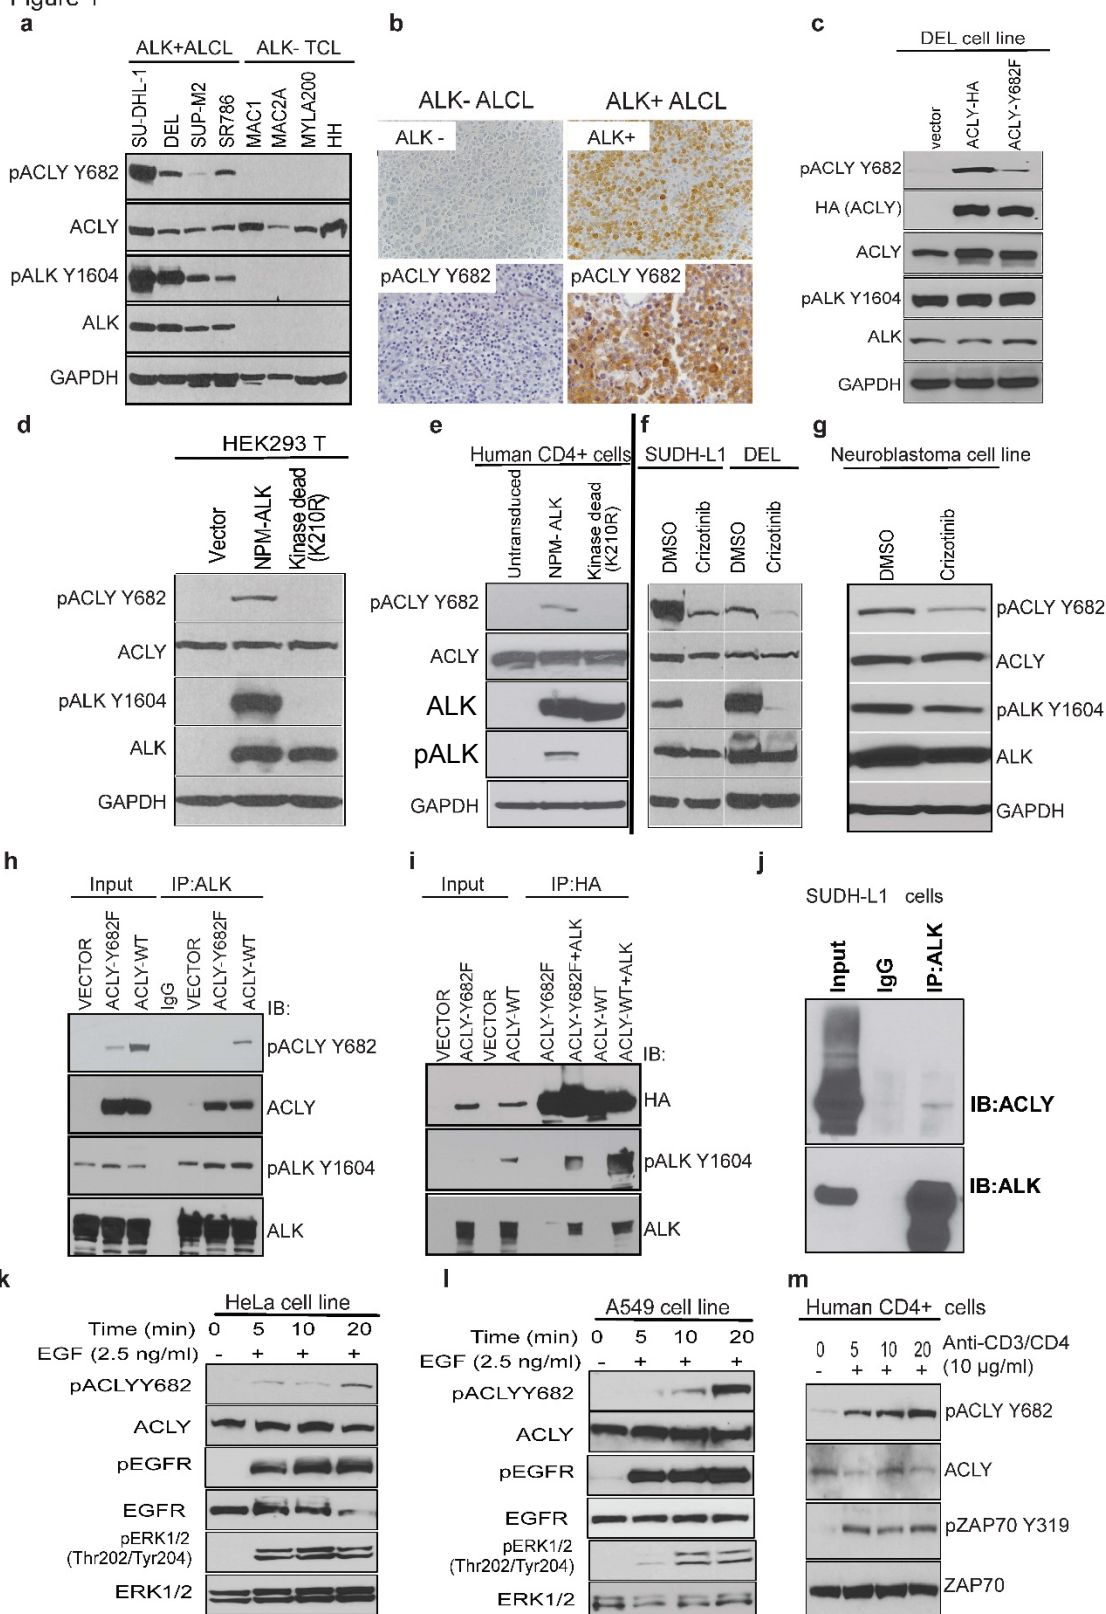 a
ALK+ALCL ALK- TCL
SU-DHL-1 DEL SUP-M2 SR786 MAC1 MAC2A MYLA200 HH
pACLY Y682
ACLY
pALK Y1604
ALK
GAPDH
b
ALK- ALCL ALK+ ALCL
ALK - ALK+
pACLY Y682 pACLY Y682
c
DEL cell line
vector ACLY-HA ACLY-Y682F
pACLY Y682
HA (ACLY)
ACLY
pALK Y1604
ALK
GAPDH
d
HEK293 T
Vector NPM-ALK Kinase dead (K210R)
pACLY Y682
ACLY
pALK Y1604
ALK
GAPDH
e
Human CD4+ cells
Untransduced NPM- ALK Kinase dead (K210R)
pACLY Y682
ACLY
ALK
pALK
GAPDH
f
SUDH-L1 DEL
DMSO Crizotinib DMSO Crizotinib
g
Neuroblastoma cell line
DMSO Crizotinib
pACLY Y682
ACLY
pALK Y1604
ALK
GAPDH
h
Input IP:ALK
VECTOR ACLY-Y682F ACLY-WT IgG VECTOR ACLY-Y682F ACLY-WT
IB:
pACLY Y682
ACLY
pALK Y1604
ALK
i
Input IP:HA
VECTOR ACLY-Y682F VECTOR ACLY-WT ACLY-Y682F ACLY-Y682F+ALK ACLY-WT ACLY-WT+ALK
IB:
HA
pALK Y1604
ALK
j
SUDH-L1 cells
Input IgG IP:ALK
IB:ACLY
IB:ALK
k
HeLa cell line
Time (min) 0 5 10 20
EGF (2.5 ng/ml) - + + +
pACLYY682
ACLY
pEGFR
EGFR
pERK1/2
(Thr202/Tyr204)
ERK1/2
l
A549 cell line
Time (min) 0 5 10 20
EGF (2.5 ng/ml) - + + +
pACLYY682
ACLY
pEGFR
EGFR
pERK1/2
(Thr202/Tyr204)
ERK1/2
m
Human CD4+ cells
0 5 10 20 Anti-CD3/CD4
- + + + (10 µg/ml)
pACLY Y682
ACLY
pZAP70 Y319
ZAP70